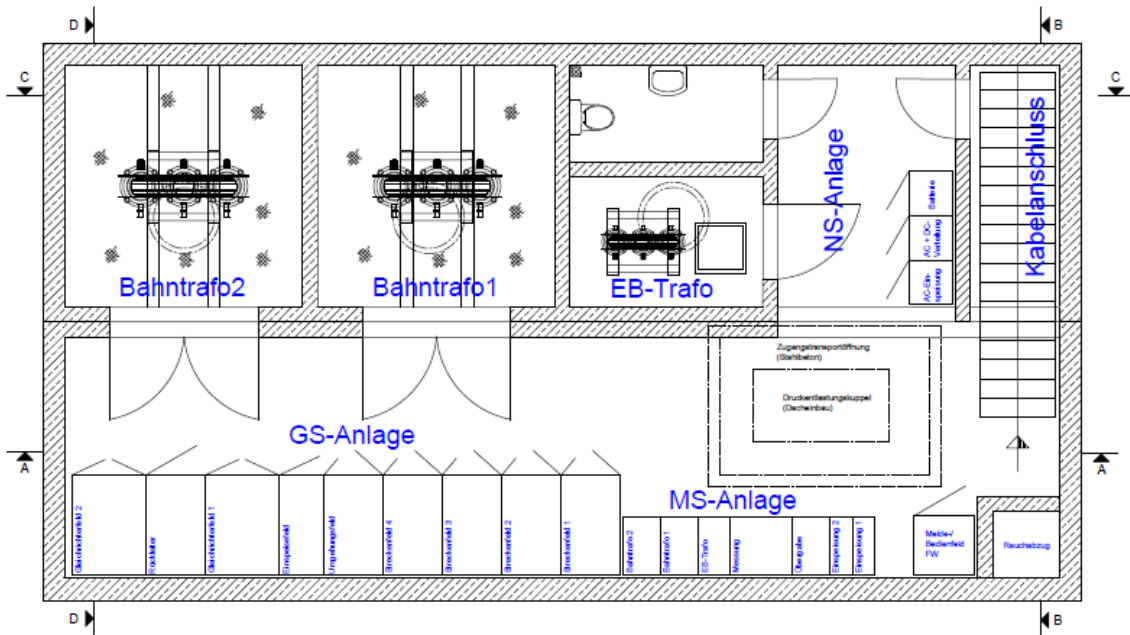 D
B
C
C
Kabelanschluss
NS-Anlage
Batterie
AC + DC-
Verteilung
AC-Ein-
speisung
Bahntrafo2
Bahntrafo1
EB-Trafo
Zugangstransportöffnung
(Stahlbeton)
Druckentlastungskuppel
(Dacheinbau)
GS-Anlage
A
A
MS-Anlage
Gleichrichterfeld 2
Rückleiter
Gleichrichterfeld 1
Einspeisefeld
Umgehungsfeld
Streckenfeld 4
Streckenfeld 3
Streckenfeld 2
Streckenfeld 1
Bahntrafo 2
Bahntrafo 1
EB-Trafo
Messung
Übergabe
Einspeisung 2
Einspeisung 1
Melde-/
Bedienfeld
FW
Rauchabzug
D
B